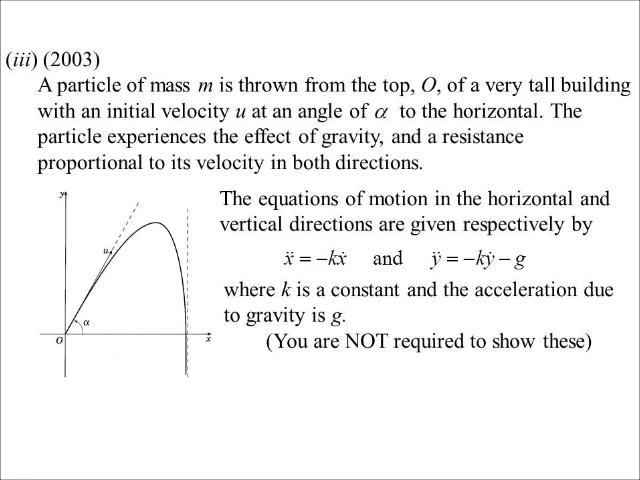 (iii) (2003)
A particle of mass m is thrown from the top, O, of a very tall building
with an initial velocity u at an angle of α to the horizontal. The
particle experiences the effect of gravity, and a resistance
proportional to its velocity in both directions.
The equations of motion in the horizontal and
vertical directions are given respectively by
ẍ = −kẋ and ÿ = −kẏ − g
where k is a constant and the acceleration due
to gravity is g.
(You are NOT required to show these)
y
u
α
O
x